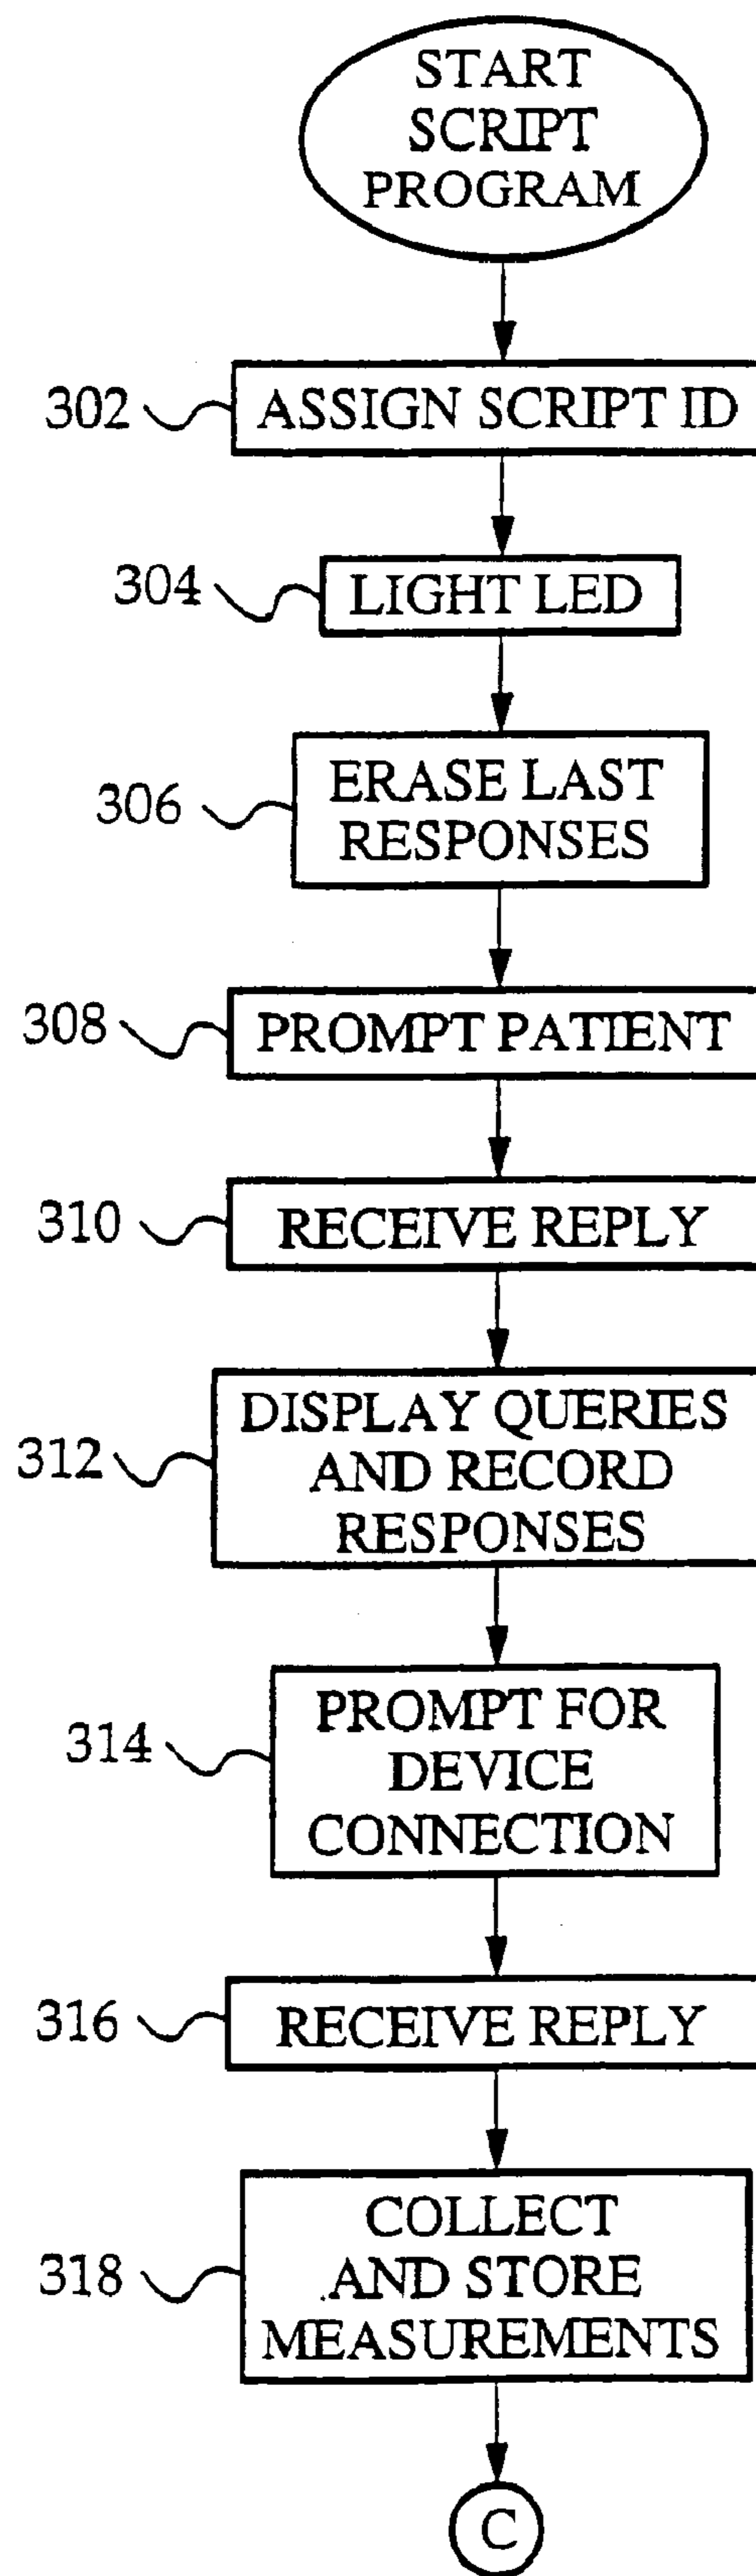 START
SCRIPT
PROGRAM
302
ASSIGN SCRIPT ID
304
LIGHT LED
306
ERASE LAST
RESPONSES
308
PROMPT PATIENT
310
RECEIVE REPLY
312
DISPLAY QUERIES
AND RECORD
RESPONSES
314
PROMPT FOR
DEVICE
CONNECTION
316
RECEIVE REPLY
318
COLLECT
AND STORE
MEASUREMENTS
C